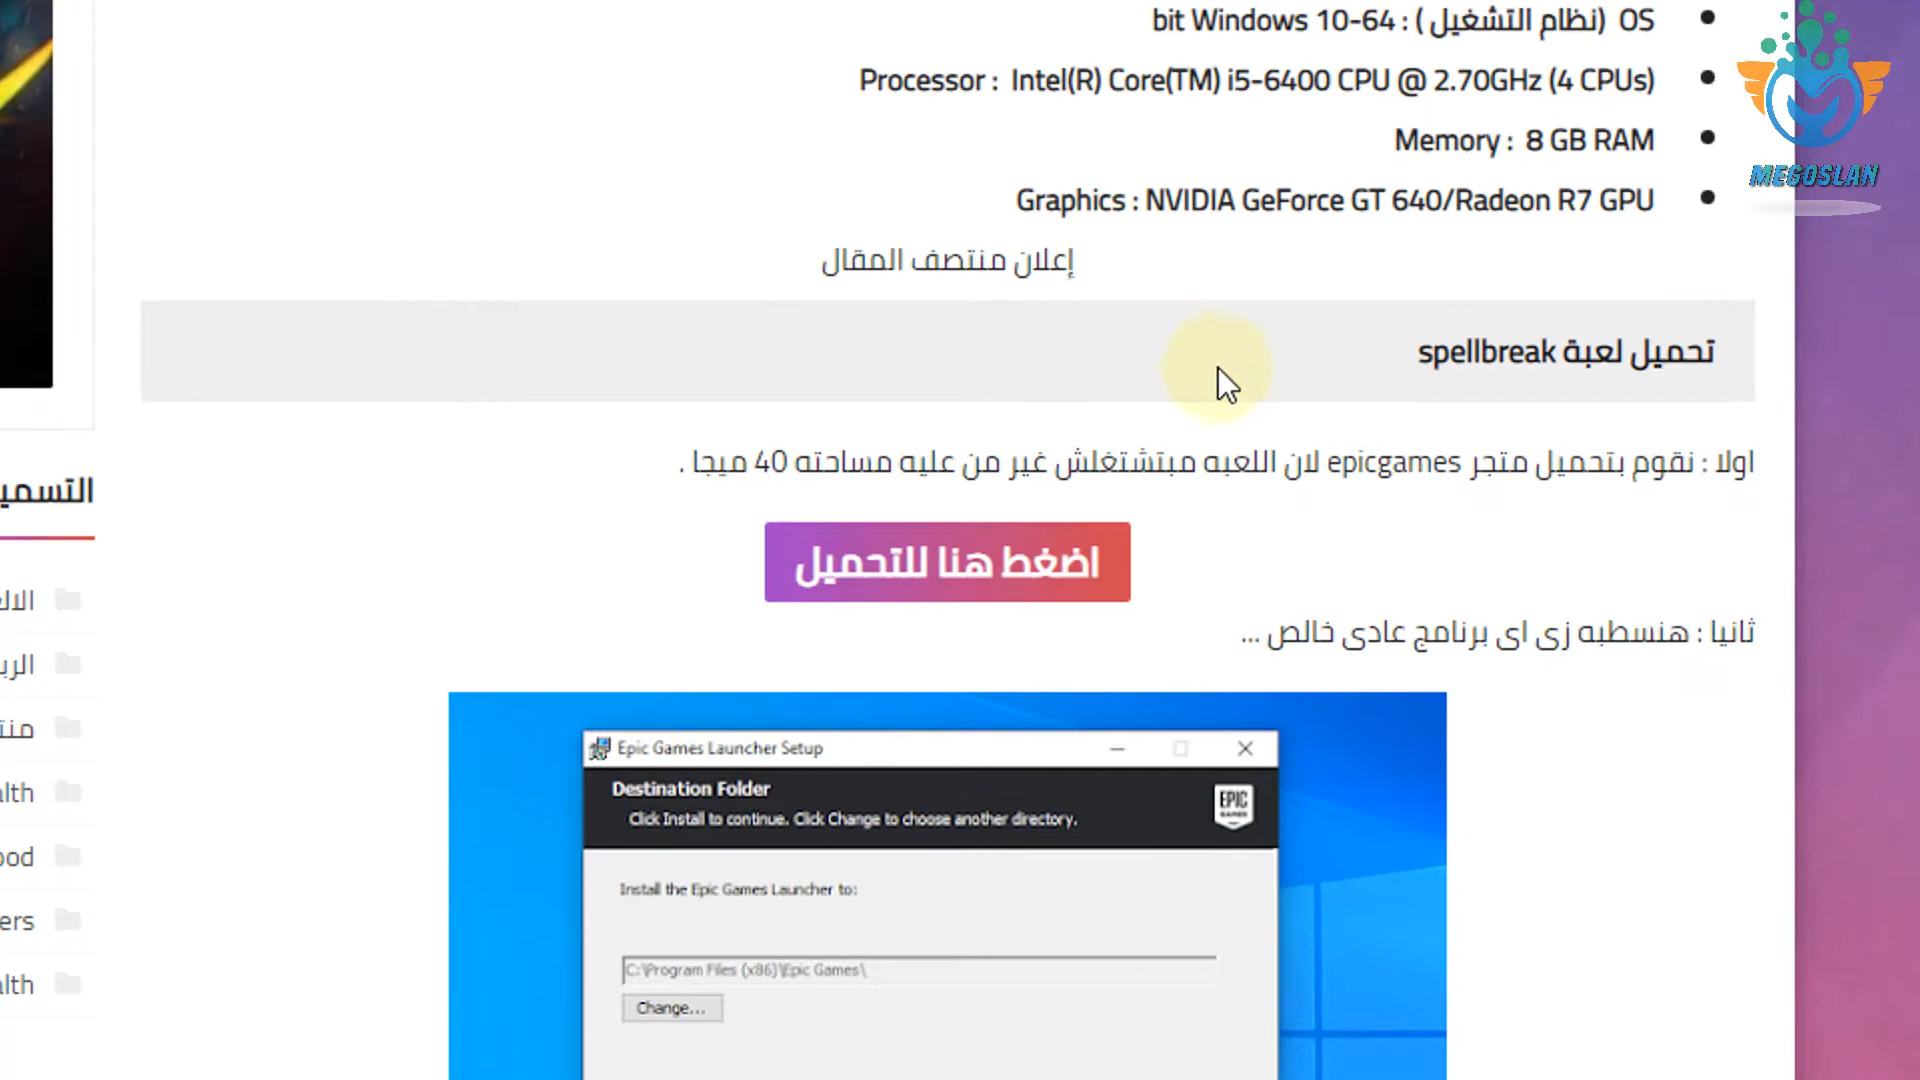 OS (نظام التشغيل ) : 64-bit Windows 10
Processor : Intel(R) Core(TM) i5-6400 CPU @ 2.70GHz (4 CPUs)
Memory : 8 GB RAM
Graphics : NVIDIA GeForce GT 640/Radeon R7 GPU
MEGOSLAN
إعلان منتصف المقال
تحميل لعبة spellbreak
اولا : نقوم بتحميل متجر epicgames لان اللعبه مبتشتغلش غير من عليه مساحته 40 ميجا .
اضغط هنا للتحميل
ثانيا : هنسطبه زى اى برنامج عادى خالص ...
Epic Games Launcher Setup
Destination Folder
Click Install to continue. Click Change to choose another directory.
EPIC
GAMES
Install the Epic Games Launcher to:
C:\Program Files (x86)\Epic Games\
Change...